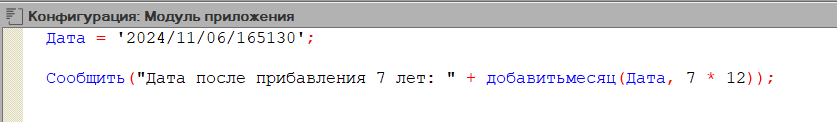 Конфигурация: Модуль приложения
Дата = '2024/11/06/165130';
Сообщить("Дата после прибавления 7 лет: " + добавитьмесяц(Дата, 7 * 12));